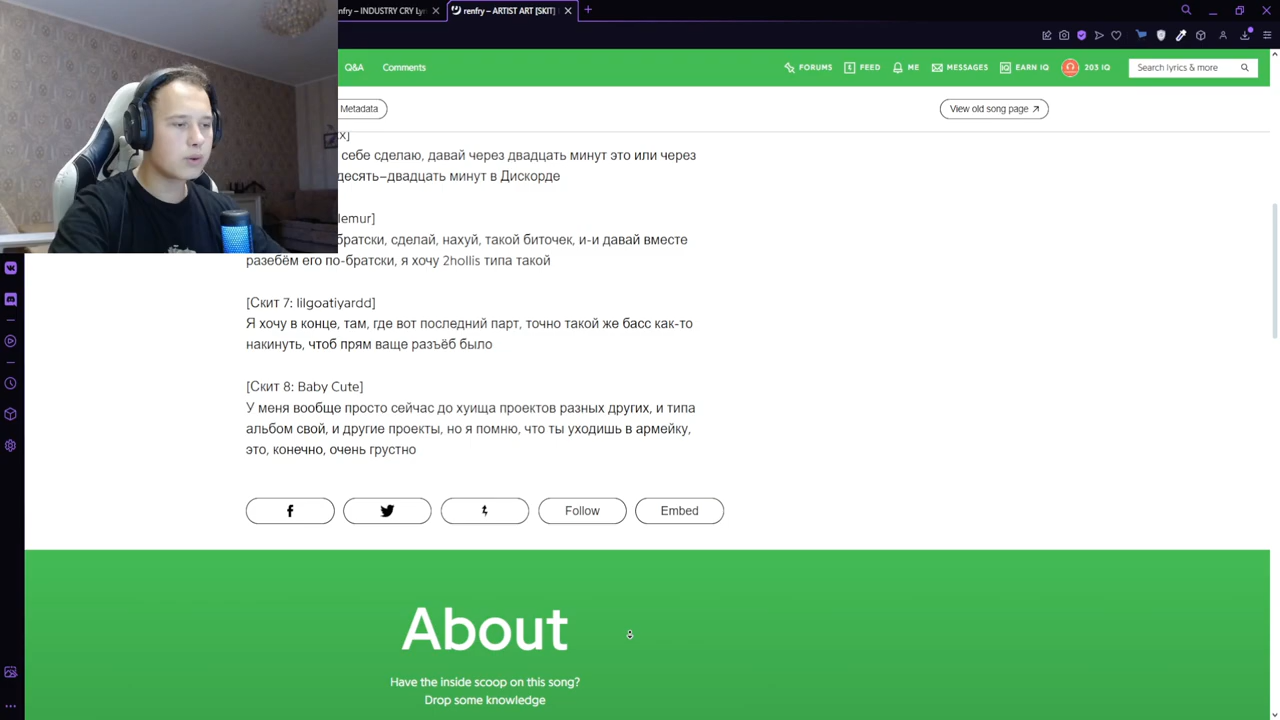 enfry – INDUSTRY CRY Lyr
renfry – ARTIST ART [SKIT]
Q&A
Comments
FORUMS
FEED
ME
MESSAGES
EARN IQ
203 IQ
Search lyrics & more
Metadata
View old song page
x]
себе сделаю, давай через двадцать минут это или через
десять–двадцать минут в Дискорде
lemur]
братски, сделай, нахуй, такой биточек, и-и давай вместе
разебём его по-братски, я хочу 2hollis типа такой
[Скит 7: lilgoatiyardd]
Я хочу в конце, там, где вот последний парт, точно такой же басс как-то
накинуть, чтоб прям ваще разъёб было
[Скит 8: Baby Cute]
У меня вообще просто сейчас до хуища проектов разных других, и типа
альбом свой, и другие проекты, но я помню, что ты уходишь в армейку,
это, конечно, очень грустно
Follow
Embed
About
Have the inside scoop on this song?
Drop some knowledge